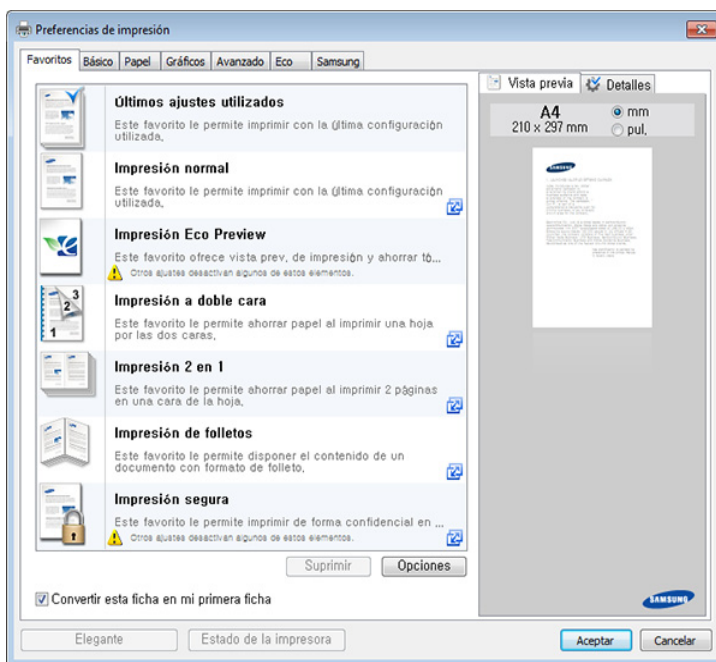 Preferencias de impresión
Favoritos Básico Papel Gráficos Avanzado Eco Samsung
Últimos ajustes utilizados
Este favorito le permite imprimir con la última configuración
utilizada.
Impresión normal
Este favorito le permite imprimir con la última configuración
utilizada.
Impresión Eco Preview
Este favorito ofrece vista prev. de impresión y ahorrar tó...
Otros ajustes desactivan algunos de estos elementos.
3
2
1
Impresión a doble cara
Este favorito le permite ahorrar papel al imprimir una hoja
por las dos caras.
Impresión 2 en 1
Este favorito le permite ahorrar papel al imprimir 2 páginas
en una cara de la hoja.
Impresión de folletos
Este favorito le permite disponer el contenido de un
documento con formato de folleto.
Impresión segura
Este favorito le permite imprimir de forma confidencial en ...
Otros ajustes desactivan algunos de estos elementos.
Suprimir Opciones
Convertir esta ficha en mi primera ficha
Elegante Estado de la impresora
Vista previa Detalles
A4
210 x 297 mm
mm
pul.
SAMSUNG
SAMSUNG
Aceptar Cancelar